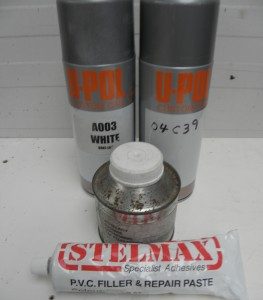 U-POL
A003
WHITE
U-POL
04C39
STELMAX
Specialist Adhesives
P.V.C. FILLER & REPAIR PASTE